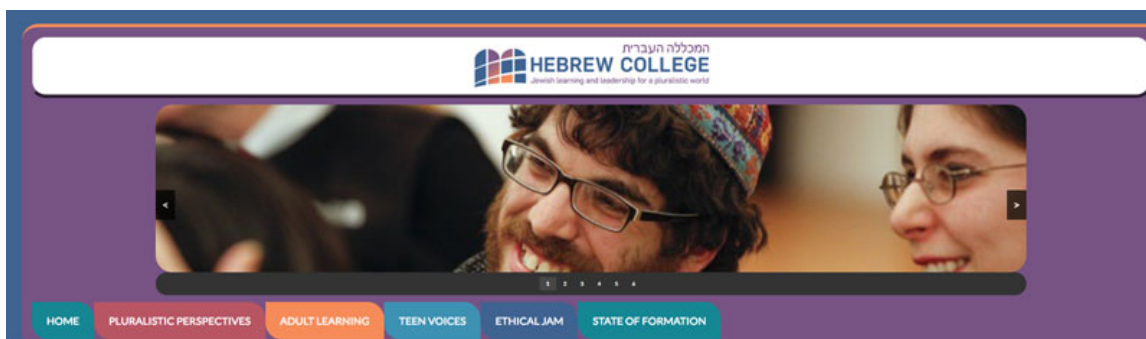 המכללה העברית
HEBREW COLLEGE
Jewish learning and leadership for a pluralistic world
< >
1 2 3 4 5 6
HOME PLURALISTIC PERSPECTIVES ADULT LEARNING TEEN VOICES ETHICAL JAM STATE OF FORMATION